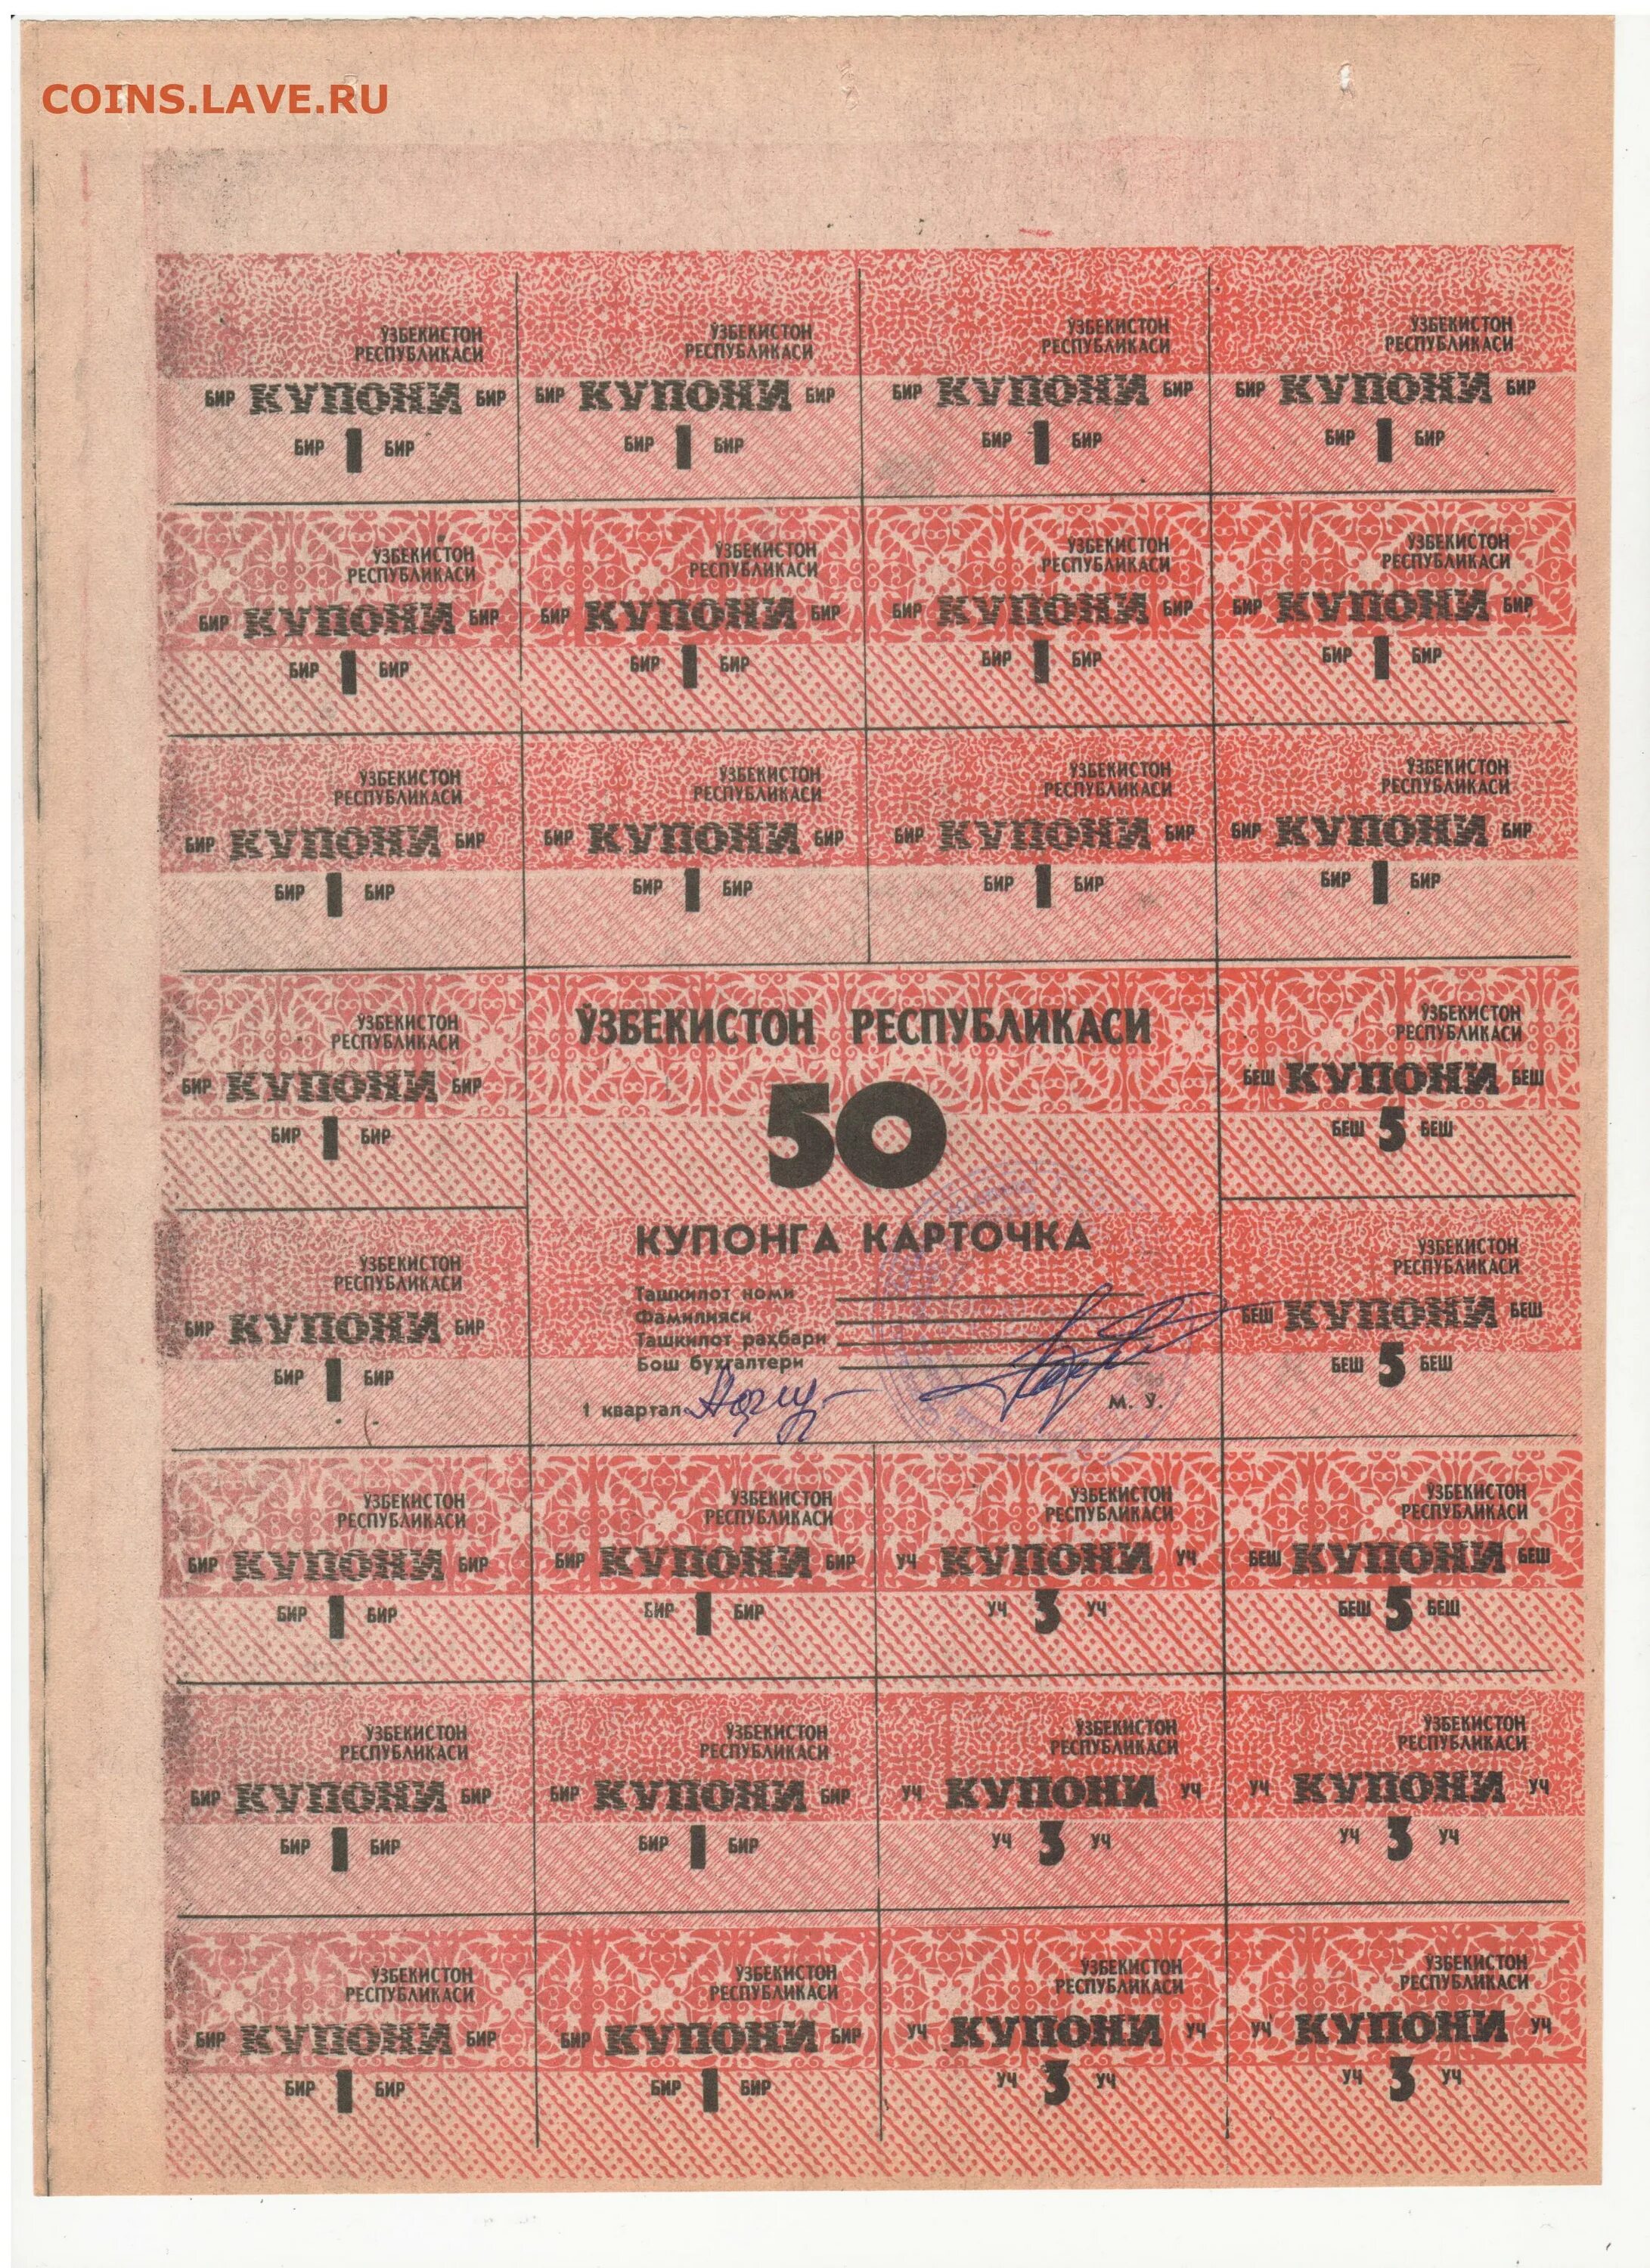 COINS.LAVE.RU
ЎЗБЕКИСТОН ЎЗБЕКИСТОН ЎЗБЕКИСТОН ЎЗБЕКИСТОН
РЕСПУБЛИКАСИ РЕСПУБЛИКАСИ РЕСПУБЛИКАСИ РЕСПУБЛИКАСИ
БИР КУПОНИ БИР БИР КУПОНИ БИР БИР КУПОНИ БИР БИР КУПОНИ БИР
БИР 1 БИР БИР 1 БИР БИР 1 БИР БИР 1 БИР
ЎЗБЕКИСТОН ЎЗБЕКИСТОН ЎЗБЕКИСТОН ЎЗБЕКИСТОН
РЕСПУБЛИКАСИ РЕСПУБЛИКАСИ РЕСПУБЛИКАСИ РЕСПУБЛИКАСИ
БИР КУПОНИ БИР БИР КУПОНИ БИР БИР КУПОНИ БИР БИР КУПОНИ БИР
БИР 1 БИР БИР 1 БИР БИР 1 БИР БИР 1 БИР
ЎЗБЕКИСТОН ЎЗБЕКИСТОН ЎЗБЕКИСТОН ЎЗБЕКИСТОН
РЕСПУБЛИКАСИ РЕСПУБЛИКАСИ РЕСПУБЛИКАСИ РЕСПУБЛИКАСИ
БИР КУПОНИ БИР БИР КУПОНИ БИР БИР КУПОНИ БИР БИР КУПОНИ БИР
БИР 1 БИР БИР 1 БИР БИР 1 БИР БИР 1 БИР
ЎЗБЕКИСТОН
РЕСПУБЛИКАСИ
БИР КУПОНИ БИР
БИР 1 БИР
ЎЗБЕКИСТОН РЕСПУБЛИКАСИ
50
КУПОНГА КАРТОЧКА
Ташкилот номи
Фамилияси
Ташкилот раҳбари
Бош бухгалтери
1 квартал М. Ў.
ЎЗБЕКИСТОН
РЕСПУБЛИКАСИ
БЕШ КУПОНИ БЕШ
БЕШ 5 БЕШ
ЎЗБЕКИСТОН
РЕСПУБЛИКАСИ
БИР КУПОНИ БИР
БИР 1 БИР
ЎЗБЕКИСТОН
РЕСПУБЛИКАСИ
БЕШ КУПОНИ БЕШ
БЕШ 5 БЕШ
ЎЗБЕКИСТОН ЎЗБЕКИСТОН ЎЗБЕКИСТОН ЎЗБЕКИСТОН
РЕСПУБЛИКАСИ РЕСПУБЛИКАСИ РЕСПУБЛИКАСИ РЕСПУБЛИКАСИ
БИР КУПОНИ БИР БИР КУПОНИ БИР УЧ КУПОНИ УЧ БЕШ КУПОНИ БЕШ
БИР 1 БИР БИР 1 БИР УЧ 3 УЧ БЕШ 5 БЕШ
ЎЗБЕКИСТОН ЎЗБЕКИСТОН ЎЗБЕКИСТОН ЎЗБЕКИСТОН
РЕСПУБЛИКАСИ РЕСПУБЛИКАСИ РЕСПУБЛИКАСИ РЕСПУБЛИКАСИ
БИР КУПОНИ БИР БИР КУПОНИ БИР УЧ КУПОНИ УЧ УЧ КУПОНИ УЧ
БИР 1 БИР БИР 1 БИР УЧ 3 УЧ УЧ 3 УЧ
ЎЗБЕКИСТОН ЎЗБЕКИСТОН ЎЗБЕКИСТОН ЎЗБЕКИСТОН
РЕСПУБЛИКАСИ РЕСПУБЛИКАСИ РЕСПУБЛИКАСИ РЕСПУБЛИКАСИ
БИР КУПОНИ БИР БИР КУПОНИ БИР УЧ КУПОНИ УЧ УЧ КУПОНИ УЧ
БИР 1 БИР БИР 1 БИР УЧ 3 УЧ УЧ 3 УЧ